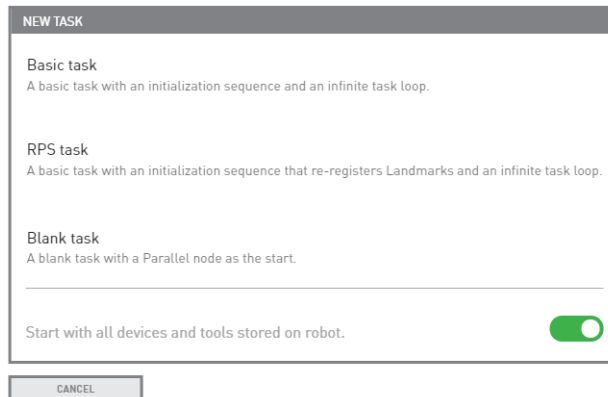 NEW TASK
Basic task
A basic task with an initialization sequence and an infinite task loop.
RPS task
A basic task with an initialization sequence that re-registers Landmarks and an infinite task loop.
Blank task
A blank task with a Parallel node as the start.
Start with all devices and tools stored on robot.
CANCEL